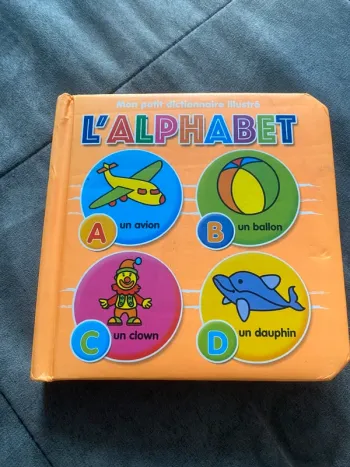 Mon petit dictionnaire illustré
L'ALPHABET
A un avion
B un ballon
C un clown
D un dauphin